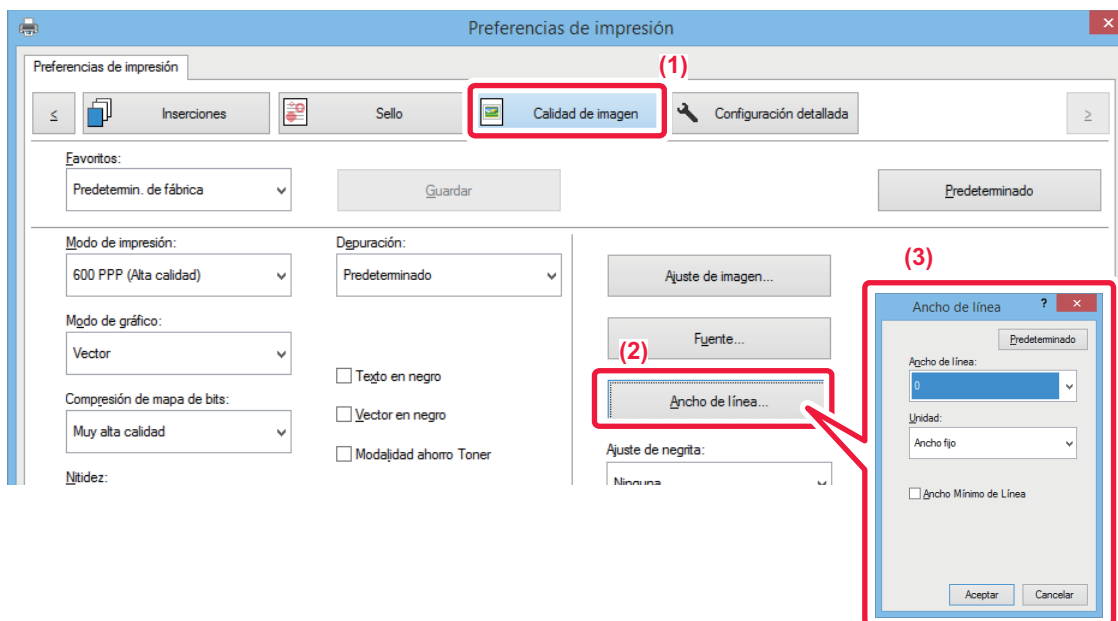 Preferencias de impresión
Preferencias de impresión
(1)
<
Inserciones
Sello
Calidad de imagen
Configuración detallada
>
Favoritos:
Predetermin. de fábrica
Guardar
Predeterminado
Modo de impresión:
600 PPP (Alta calidad)
Depuración:
Predeterminado
Ajuste de imagen...
(3)
Modo de gráfico:
Vector
Fuente...
(2)
Texto en negro
Ancho de línea...
Compresión de mapa de bits:
Muy alta calidad
Vector en negro
Modalidad ahorro Toner
Ajuste de negrita:
Ninguna
Nitidez:
Ancho de línea
?
Predeterminado
Ancho de línea:
0
Unidad:
Ancho fijo
Ancho Mínimo de Línea
Aceptar
Cancelar